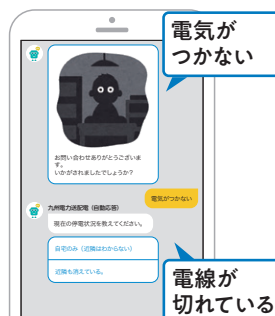 電気が
つかない
お問い合わせありがとうございま
す。
いかがされましたでしょうか?
電気がつかない
九州電力送配電(自動応答)
現在の停電状況を教えてください。
自宅のみ(近隣はわからない)
近隣も消えている。
電線が
切れている